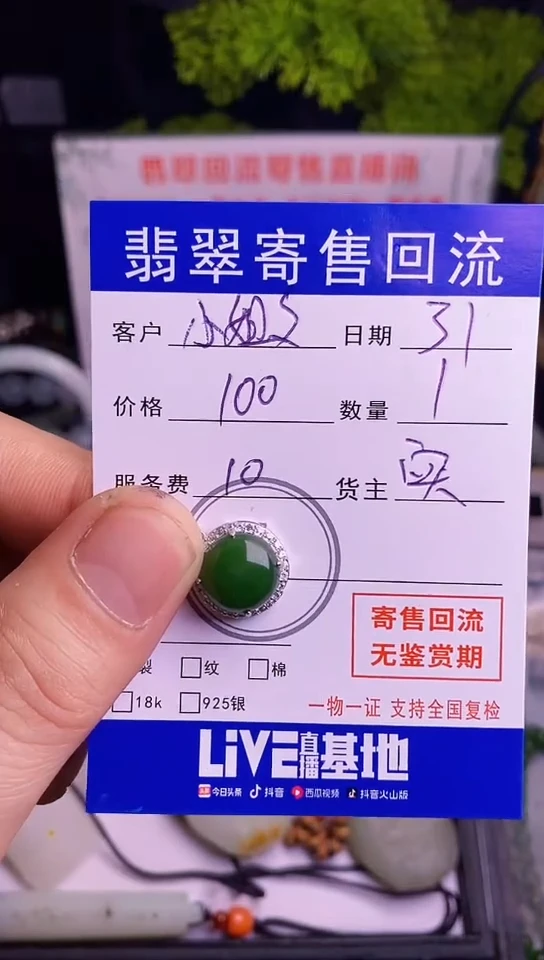 翡翠寄售回流
客户 小姐姐 日期 31
价格 100 数量 1
服务费 10 货主
寄售回流
无鉴赏期
裂 纹 棉
18k 925银
一物一证 支持全国复检
LiVE直播基地
今日头条 抖音 西瓜视频 抖音火山版